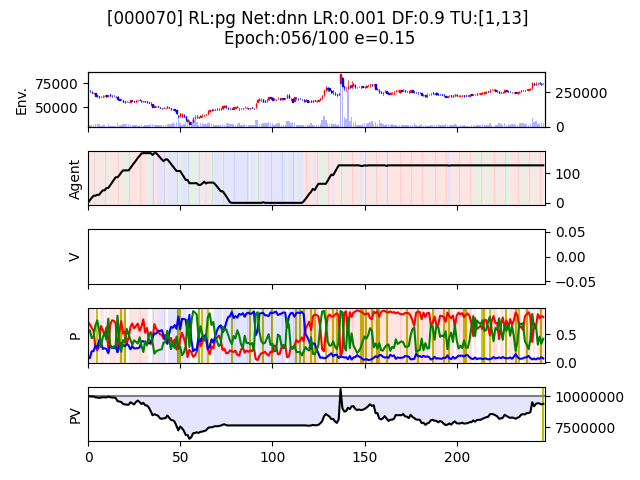 [000070] RL:pg Net:dnn LR:0.001 DF:0.9 TU:[1,13]
Epoch:056/100 e=0.15
Env.
75000
50000
250000
0
Agent
100
0
V
0.05
0.00
−0.05
P
0.5
0.0
PV
10000000
7500000
0 50 100 150 200